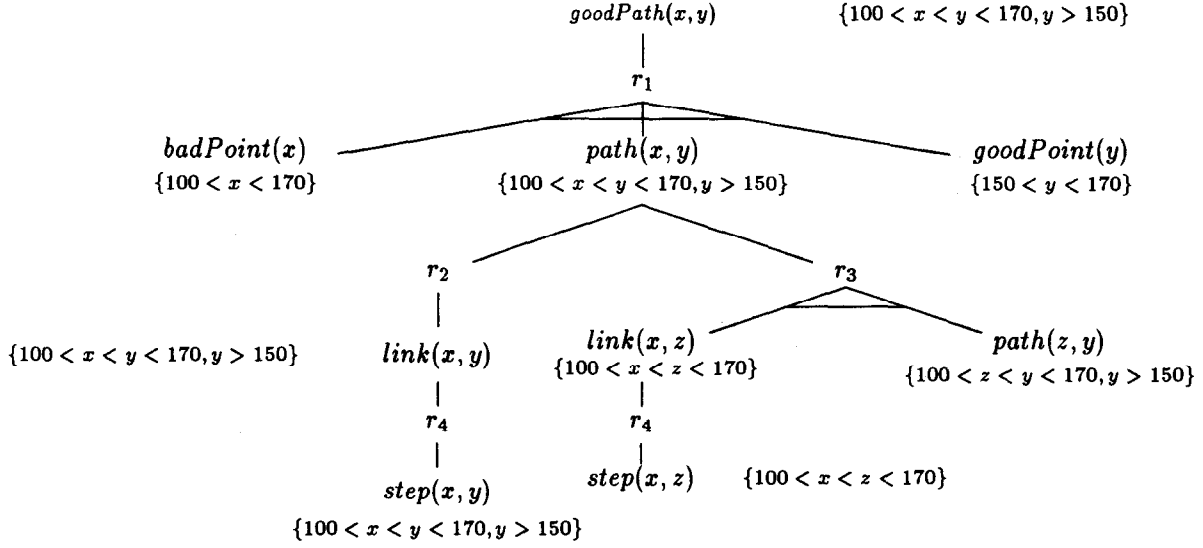 goodPath(x, y) {100 < x < y < 170, y > 150}
r₁
badPoint(x) path(x, y) goodPoint(y)
{100 < x < 170} {100 < x < y < 170, y > 150} {150 < y < 170}
r₂ r₃
{100 < x < y < 170, y > 150} link(x, y) link(x, z) path(z, y)
{100 < x < z < 170} {100 < z < y < 170, y > 150}
r₄ r₄
step(x, y) step(x, z) {100 < x < z < 170}
{100 < x < y < 170, y > 150}